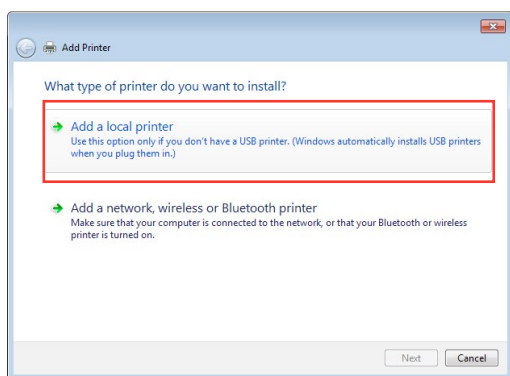 Add Printer
What type of printer do you want to install?
Add a local printer
Use this option only if you don't have a USB printer. (Windows automatically installs USB printers
when you plug them in.)
Add a network, wireless or Bluetooth printer
Make sure that your computer is connected to the network, or that your Bluetooth or wireless
printer is turned on.
Next Cancel